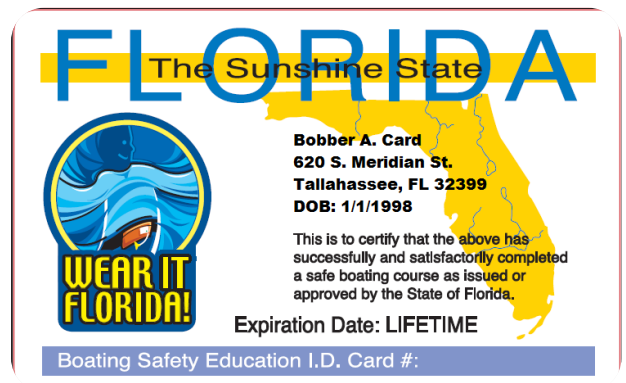 FLORIDA
The Sunshine State
Bobber A. Card
620 S. Meridian St.
Tallahassee, FL 32399
DOB: 1/1/1998
This is to certify that the above has
successfully and satisfactorily completed
a safe boating course as issued or
approved by the State of Florida.
WEAR IT
FLORIDA!
Expiration Date: LIFETIME
Boating Safety Education I.D. Card #: